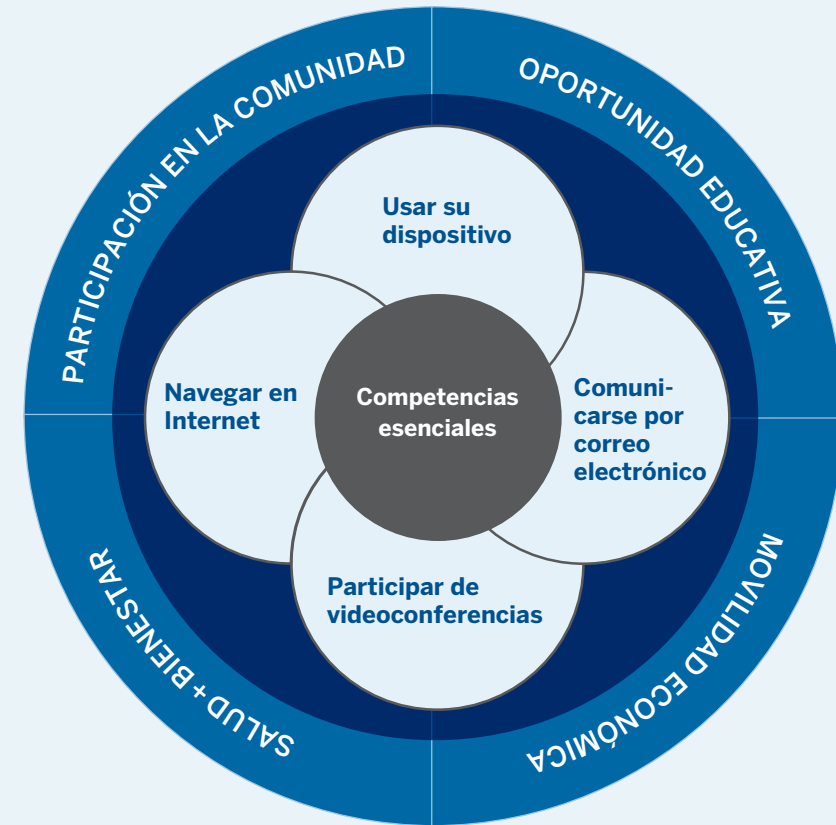 PARTICIPACIÓN EN LA COMUNIDAD
OPORTUNIDAD EDUCATIVA
Usar su
dispositivo
Navegar en
Internet
Competencias
esenciales
Comuni-
carse por
correo
electrónico
Participar de
videoconferencias
SALUD + BIENESTAR
MOVILIDAD ECONÓMICA